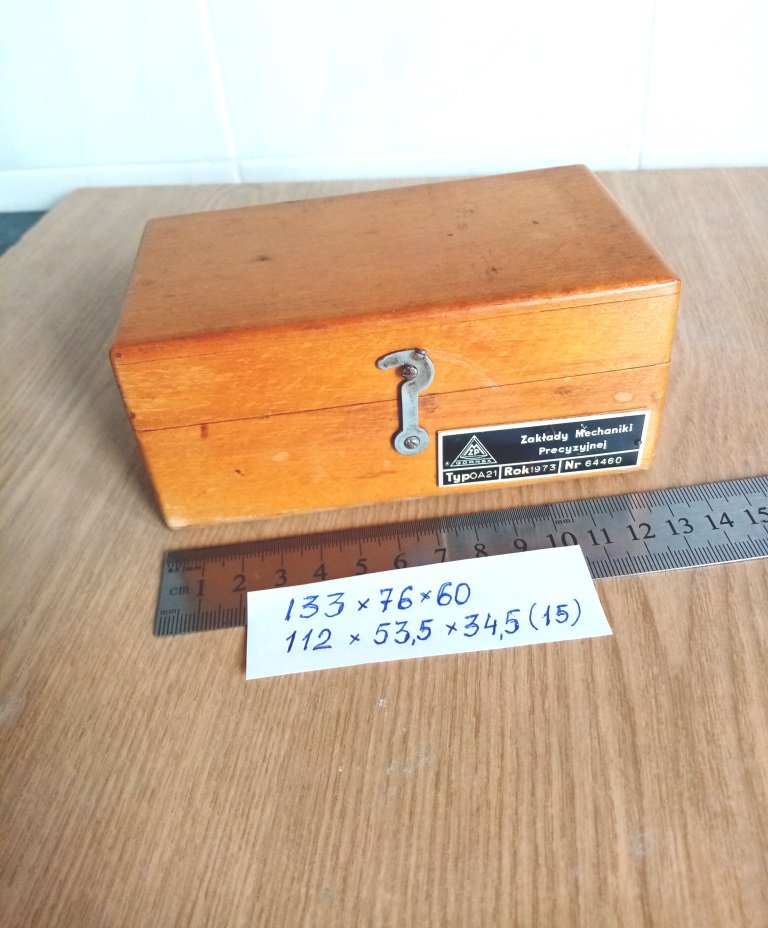 Zakłady Mechaniki
Precyzyjnej
Typ OA21 Rok 1973 Nr 64460
cm 1 2 3 4 5 6 7 8 9 10 11 12 13 14 15
mm
133 × 76 × 60
112 × 53,5 × 34,5 (15)